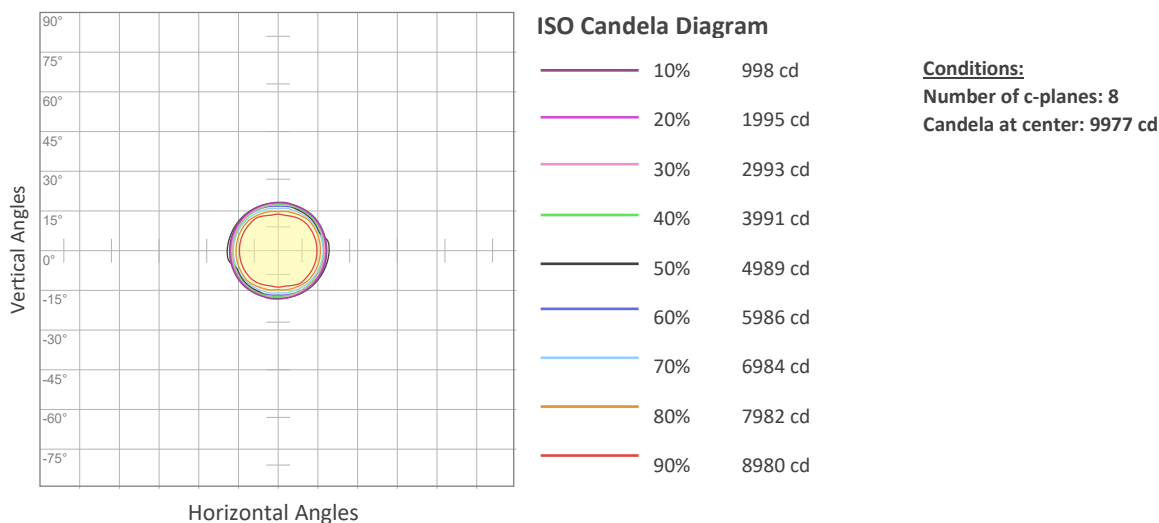 90°
75°
60°
45°
30°
15°
0°
-15°
-30°
-45°
-60°
-75°
Vertical Angles
Horizontal Angles
ISO Candela Diagram
10% 998 cd
20% 1995 cd
30% 2993 cd
40% 3991 cd
50% 4989 cd
60% 5986 cd
70% 6984 cd
80% 7982 cd
90% 8980 cd
Conditions:
Number of c-planes: 8
Candela at center: 9977 cd